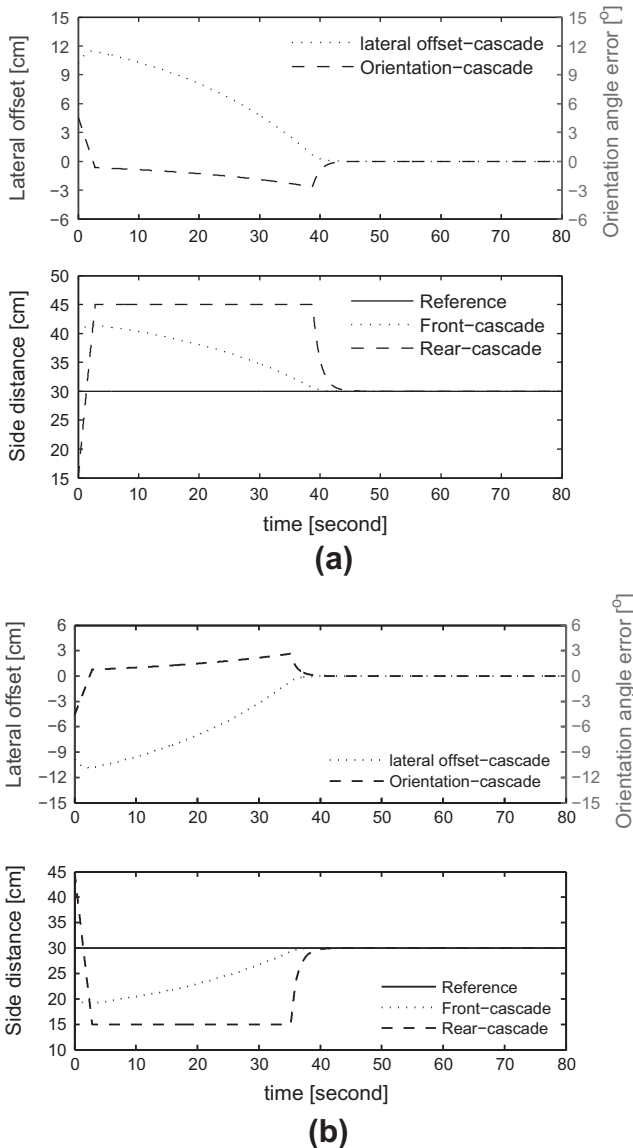 15
12
9
6
3
0
−3
−6
Lateral offset [cm]
lateral offset−cascade
Orientation−cascade
15
12
9
6
3
0
−3
−6
Orientation angle error [°]
0 10 20 30 40 50 60 70 80
50
45
40
35
30
25
20
15
Side distance [cm]
Reference
Front−cascade
Rear−cascade
0 10 20 30 40 50 60 70 80
time [second]
(a)
6
3
0
−3
−6
−9
−12
−15
Lateral offset [cm]
lateral offset−cascade
Orientation−cascade
6
3
0
−3
−6
−9
−12
−15
Orientation angle error [°]
0 10 20 30 40 50 60 70 80
45
40
35
30
25
20
15
10
Side distance [cm]
Reference
Front−cascade
Rear−cascade
0 10 20 30 40 50 60 70 80
time [second]
(b)